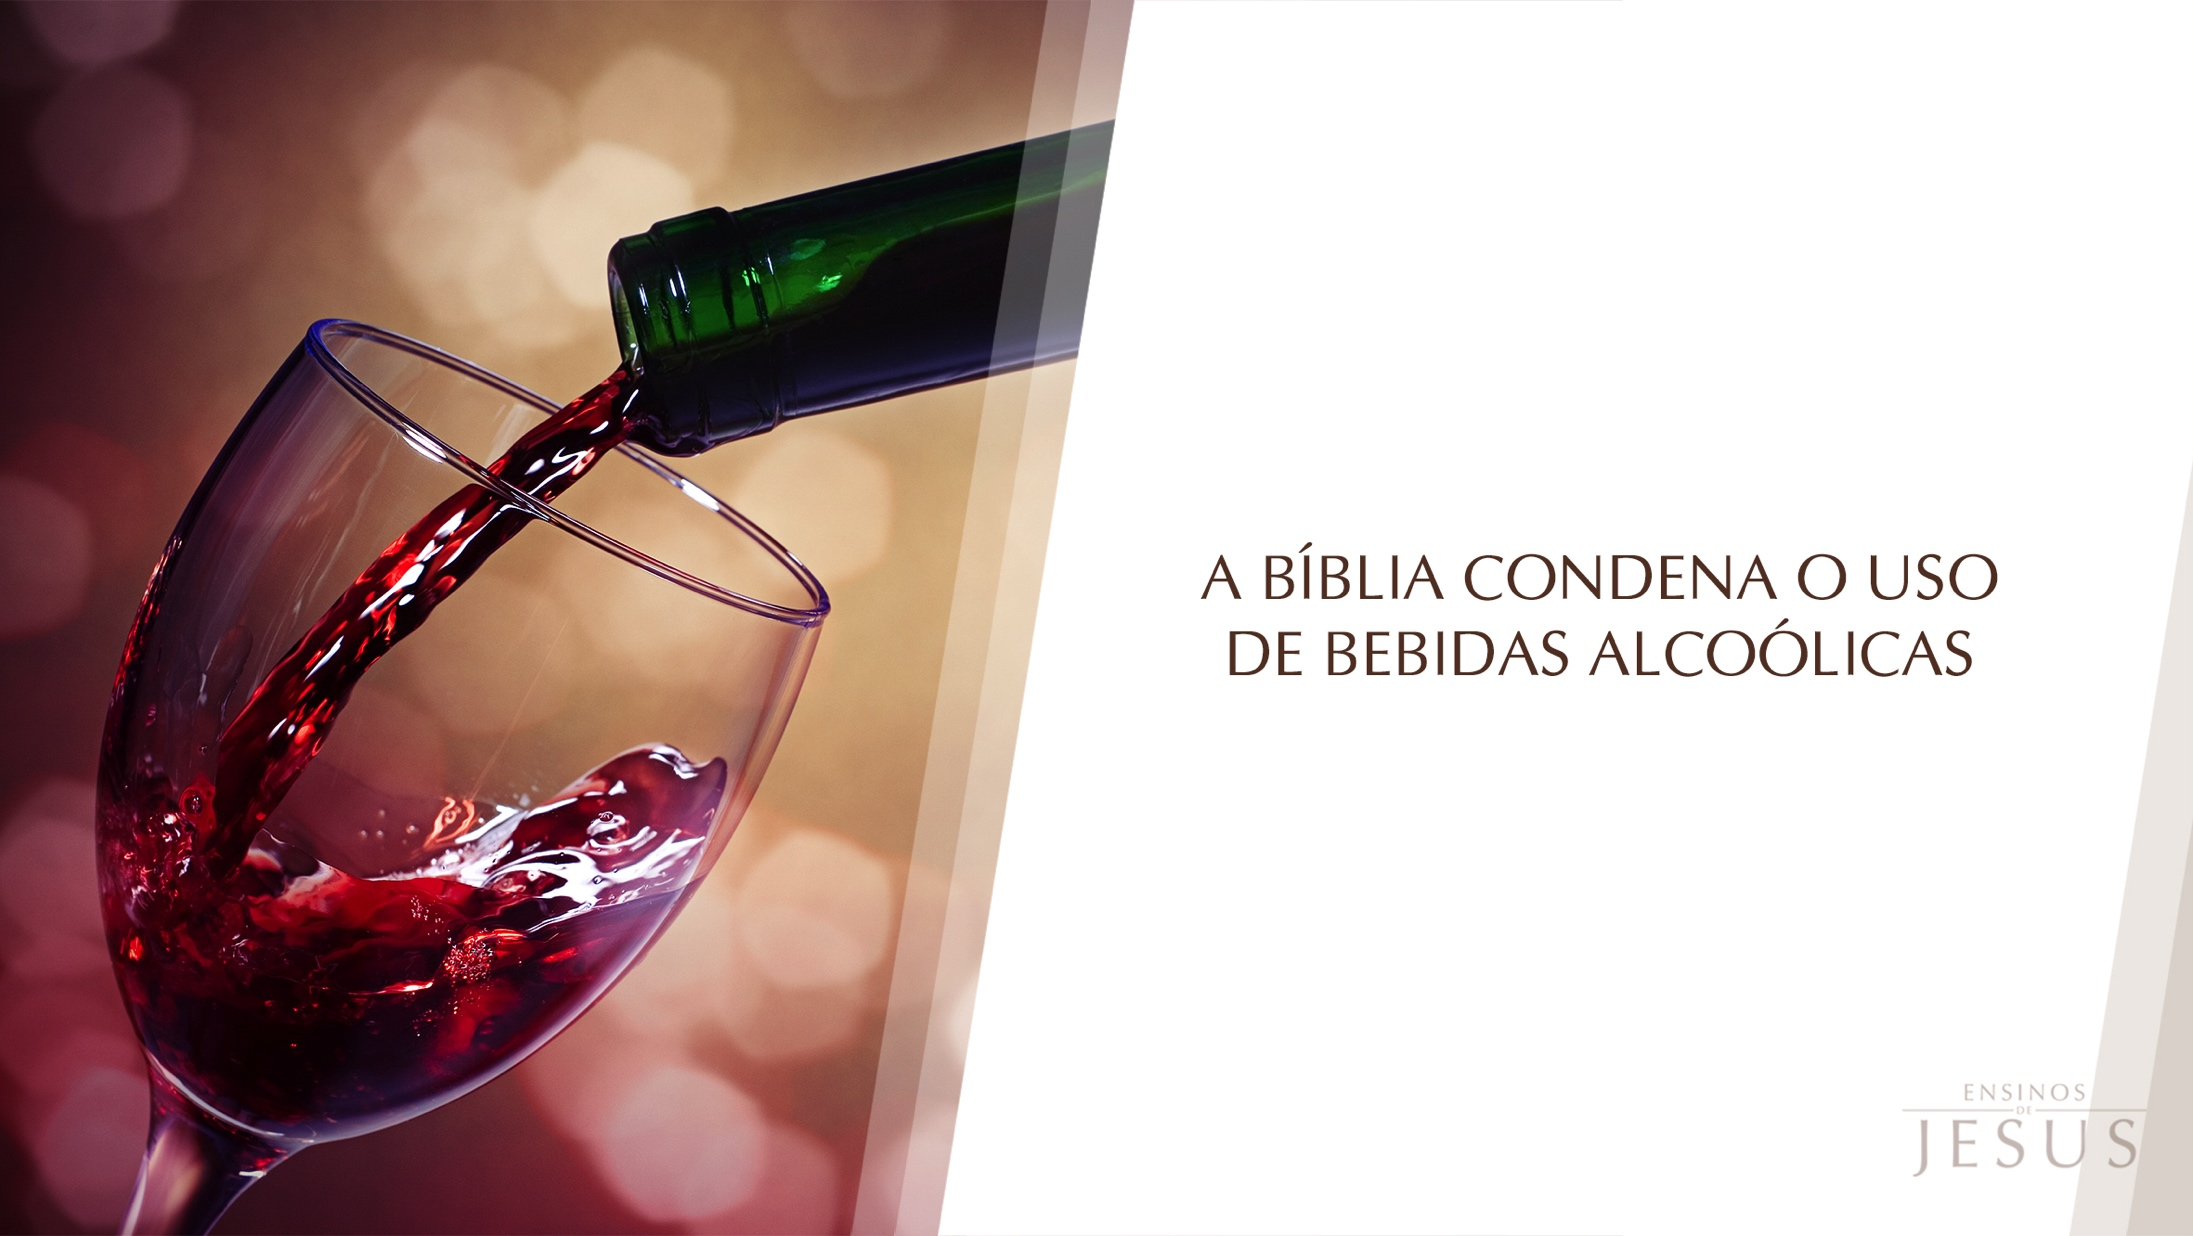 A BÍBLIA CONDENA O USO
DE BEBIDAS ALCOÓLICAS
ENSINOS
DE
JESUS